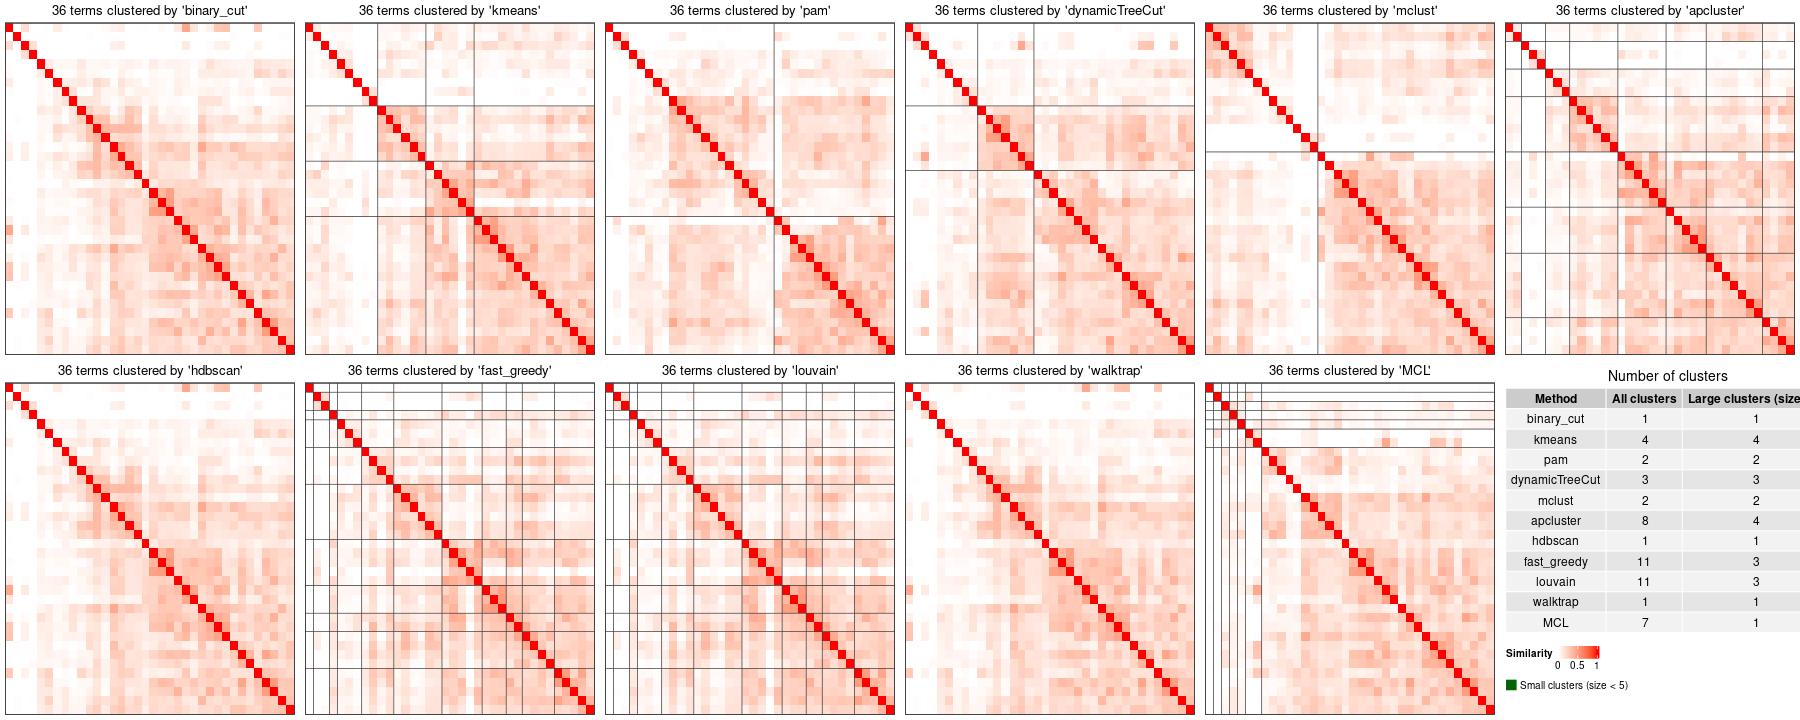 36 terms clustered by 'binary_cut'
36 terms clustered by 'kmeans'
36 terms clustered by 'pam'
36 terms clustered by 'dynamicTreeCut'
36 terms clustered by 'mclust'
36 terms clustered by 'apcluster'
36 terms clustered by 'hdbscan'
36 terms clustered by 'fast_greedy'
36 terms clustered by 'louvain'
36 terms clustered by 'walktrap'
36 terms clustered by 'MCL'
Number of clusters
Method All clusters Large clusters (size
binary_cut 1 1
kmeans 4 4
pam 2 2
dynamicTreeCut 3 3
mclust 2 2
apcluster 8 4
hdbscan 1 1
fast_greedy 11 3
louvain 11 3
walktrap 1 1
MCL 7 1
Similarity
0 0.5 1
Small clusters (size < 5)